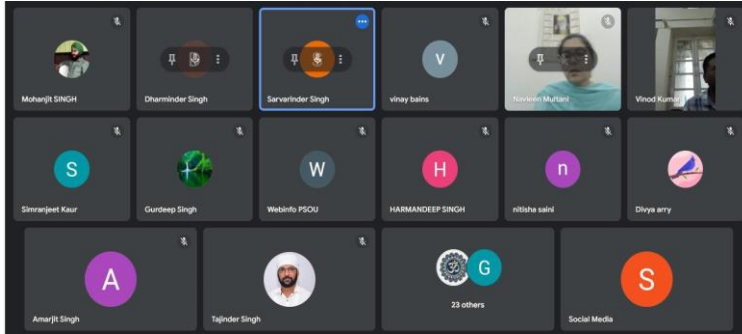 Mohanjit SINGH
Dharminder Singh
Sarvarinder Singh
V
vinay bains
Navleen Multani
Vinod Kumar
S
Simranjeet Kaur
Gurdeep Singh
W
Webinfo PSOU
H
HARMANDEEP SINGH
n
nitisha saini
Divya arry
A
Amarjit Singh
Tajinder Singh
ॐ
G
23 others
S
Social Media